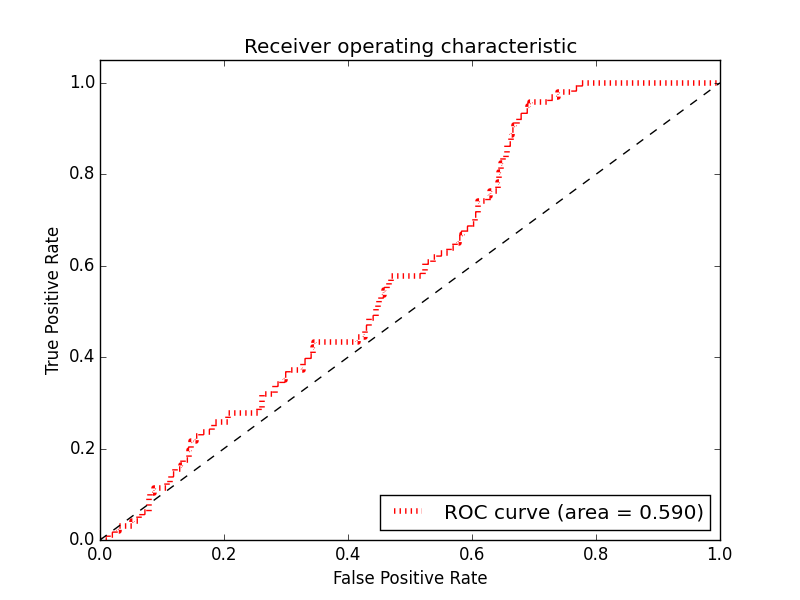 Receiver operating characteristic
1.0
0.8
0.6
0.4
0.2
0.0
True Positive Rate
ROC curve (area = 0.590)
0.0 0.2 0.4 0.6 0.8 1.0
False Positive Rate